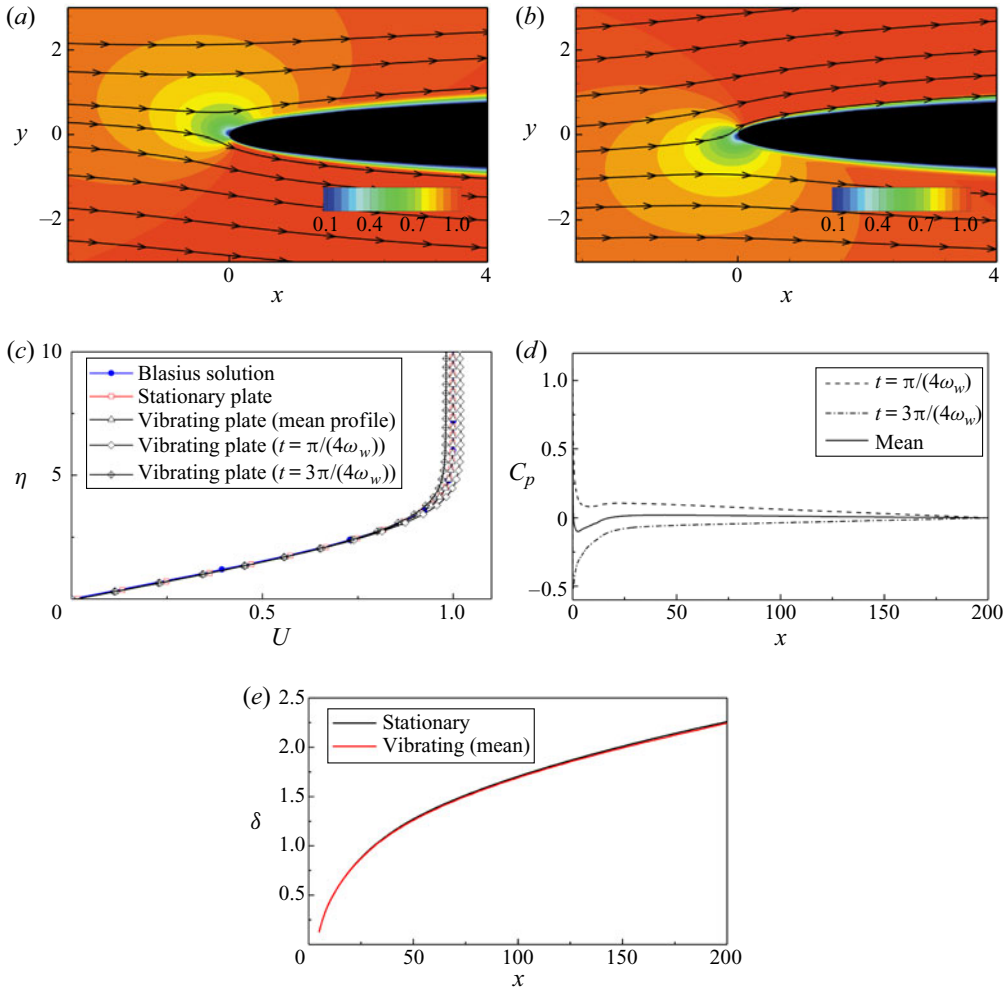 (a)
(b)
2
0
−2
y
0.1 0.4 0.7 1.0
0
4
x
2
0
−2
y
0.1 0.4 0.7 1.0
0
4
x
(c)
10
5
η
Blasius solution
Stationary plate
Vibrating plate (mean profile)
Vibrating plate (t = π/(4ω_w))
Vibrating plate (t = 3π/(4ω_w))
0
0.5
1.0
U
(d)
1.0
0.5
0
−0.5
C_p
t = π/(4ω_w)
t = 3π/(4ω_w)
Mean
0
50
100
150
200
x
(e)
2.5
2.0
1.5
1.0
0.5
δ
Stationary
Vibrating (mean)
0
50
100
150
200
x